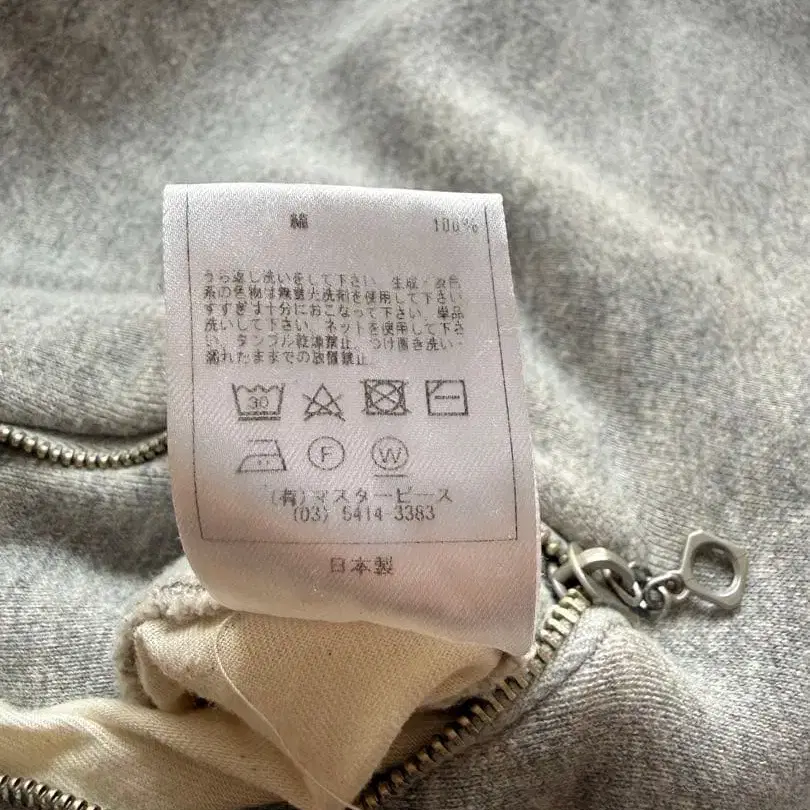 綿 100%
うら返し洗いをして下さい。生成・淡色
系の色物は無蛍光洗剤を使用して下さい
すすぎは十分におこなって下さい。単品
洗いして下さい。ネットを使用して下さ
い。タンブル乾燥禁止。つけ置き洗い・
濡れたままでの放置禁止。
30
F W
(有)マスターピース
(03) 5414 3383
日本製